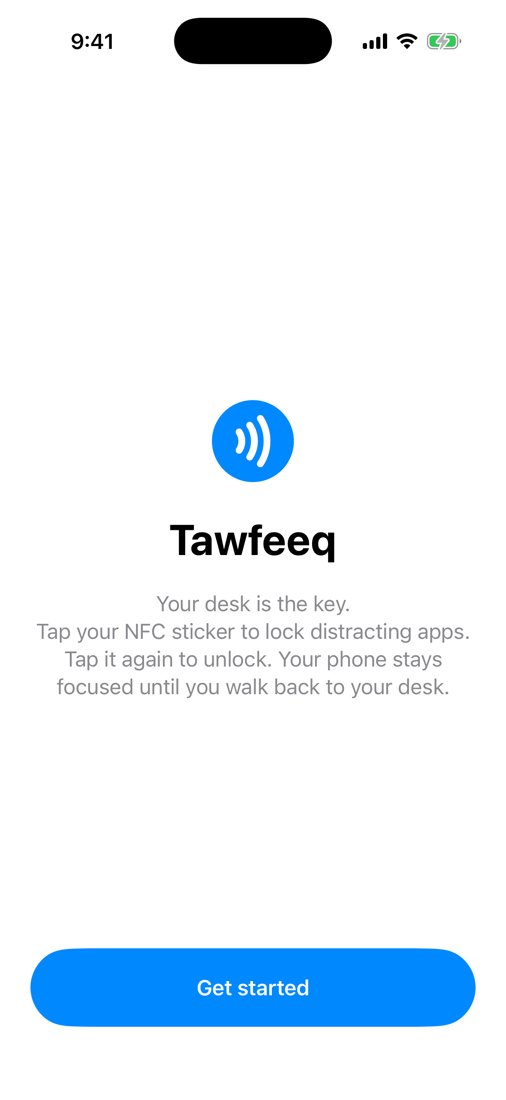 9:41
Tawfeeq
Your desk is the key.
Tap your NFC sticker to lock distracting apps.
Tap it again to unlock. Your phone stays
focused until you walk back to your desk.
Get started